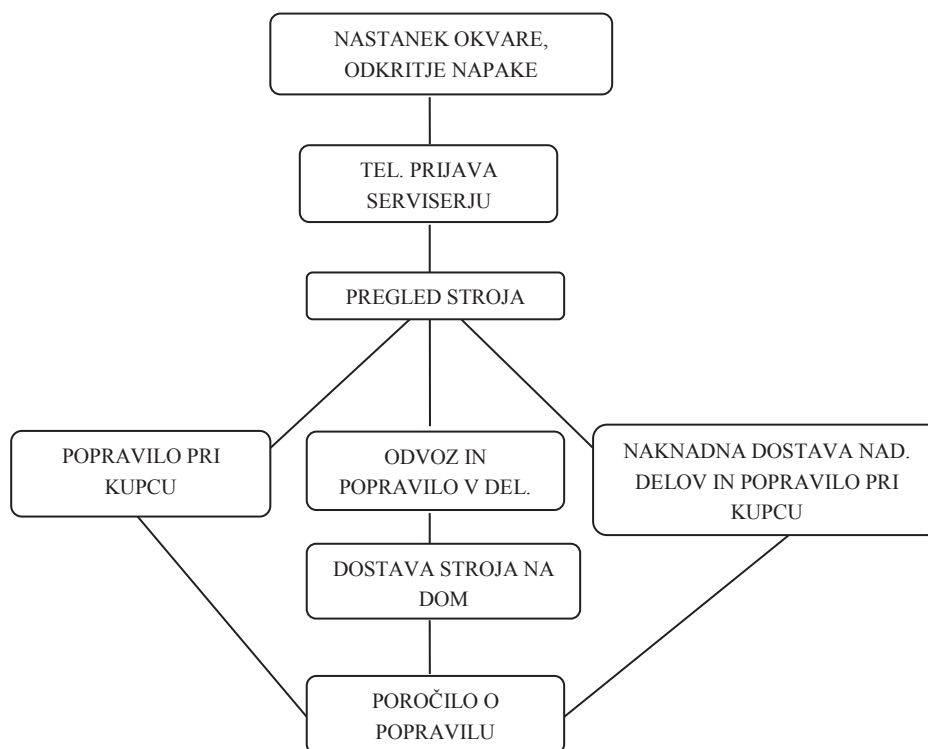 NASTANEK OKVARE,
ODKRITJE NAPAKE
TEL. PRIJAVA
SERVISERJU
PREGLED STROJA
POPRAVILO PRI
KUPCU
ODVOZ IN
POPRAVILO V DEL.
NAKNADNA DOSTAVA NAD.
DELOV IN POPRAVILO PRI
KUPCU
DOSTAVA STROJA NA
DOM
POROČILO O
POPRAVILU